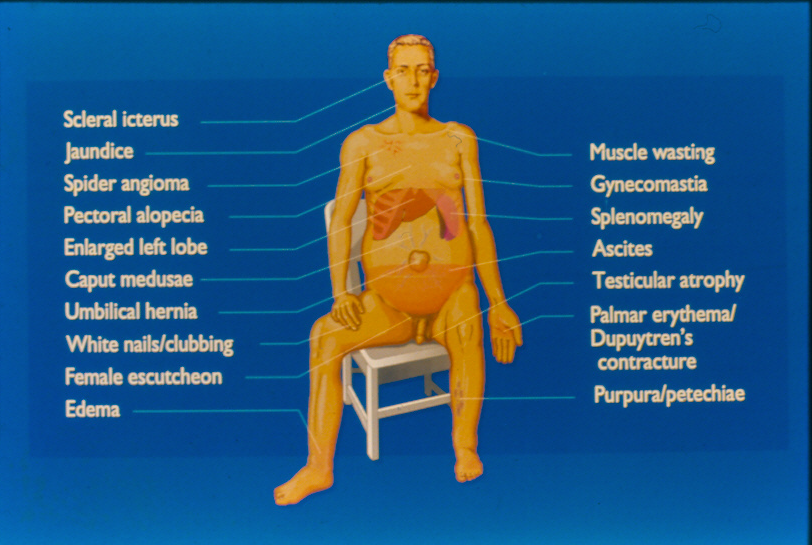 Scleral icterus
Jaundice
Spider angioma
Pectoral alopecia
Enlarged left lobe
Caput medusae
Umbilical hernia
White nails/clubbing
Female escutcheon
Edema
Muscle wasting
Gynecomastia
Splenomegaly
Ascites
Testicular atrophy
Palmar erythema/
Dupuytren's
contracture
Purpura/petechiae